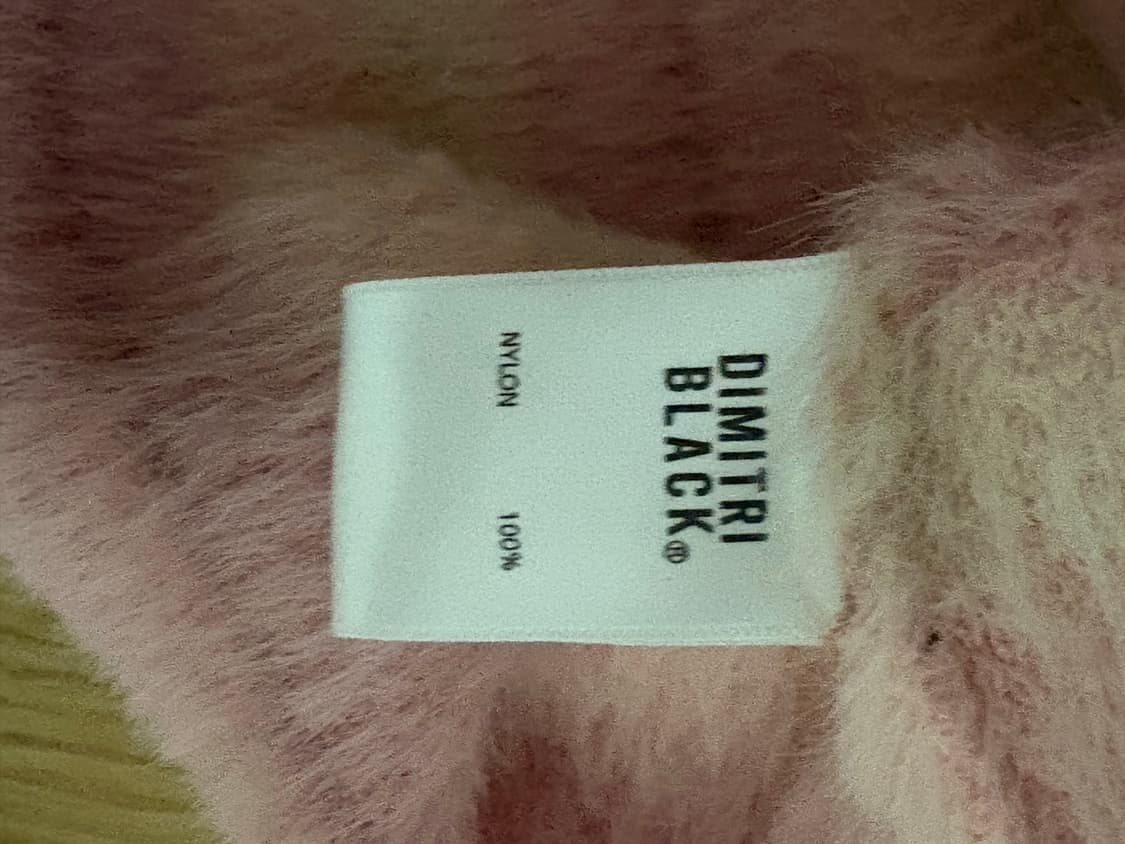 DIMITRI
BLACK®
NYLON 100%